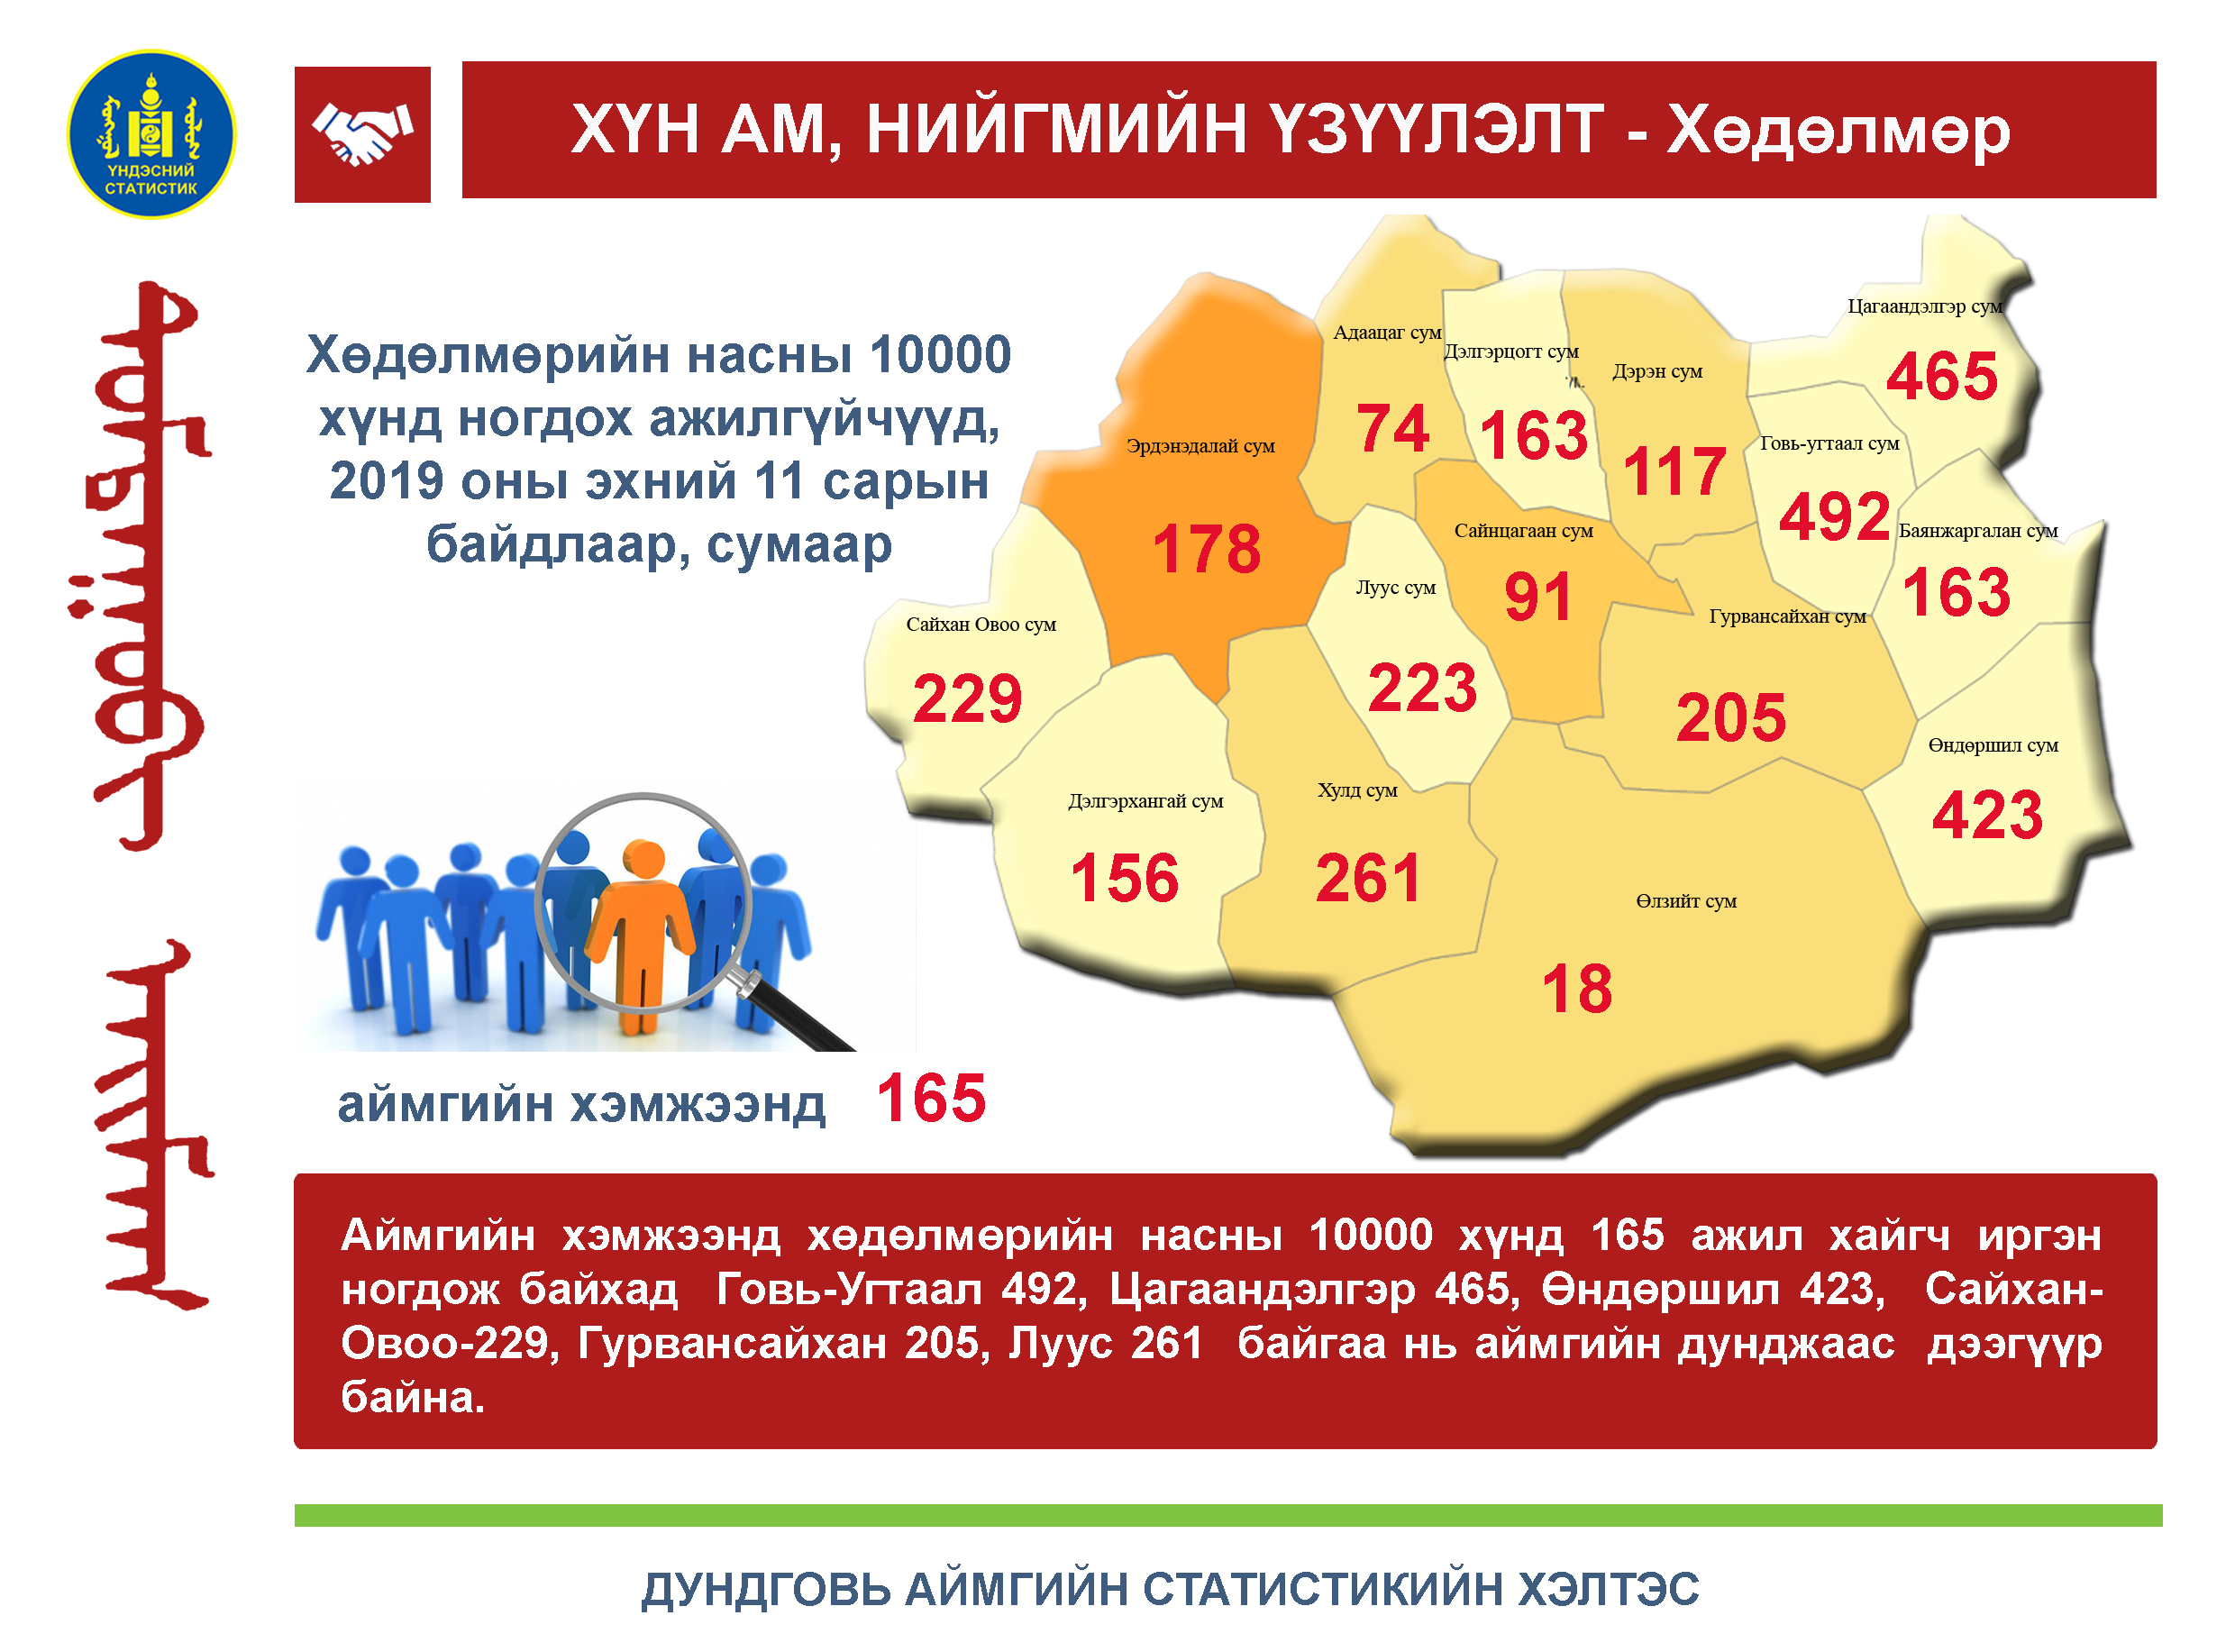 ҮНДЭСНИЙ
СТАТИСТИК
ХҮН АМ, НИЙГМИЙН ҮЗҮҮЛЭЛТ - Хөдөлмөр
Хөдөлмөрийн насны 10000
хүнд ногдох ажилгүйчүүд,
2019 оны эхний 11 сарын
байдлаар, сумаар
Цагаандэлгэр сум
465
Адаацаг сум
74
Дэлгэрцогт сум
163
Дэрэн сум
117
Говь-угтаал сум
492
Эрдэнэдалай сум
178
Сайнцагаан сум
91
Баянжаргалан сум
163
Луус сум
223
Гурвансайхан сум
205
Сайхан Овоо сум
229
Өндөршил сум
423
Дэлгэрхангай сум
156
Хулд сум
261
Өлзийт сум
18
аймгийн хэмжээнд 165
Аймгийн хэмжээнд хөдөлмөрийн насны 10000 хүнд 165 ажил хайгч иргэн
ногдож байхад Говь-Угтаал 492, Цагаандэлгэр 465, Өндөршил 423, Сайхан-
Овоо-229, Гурвансайхан 205, Луус 261 байгаа нь аймгийн дунджаас дээгүүр
байна.
ДУНДГОВЬ АЙМГИЙН СТАТИСТИКИЙН ХЭЛТЭС